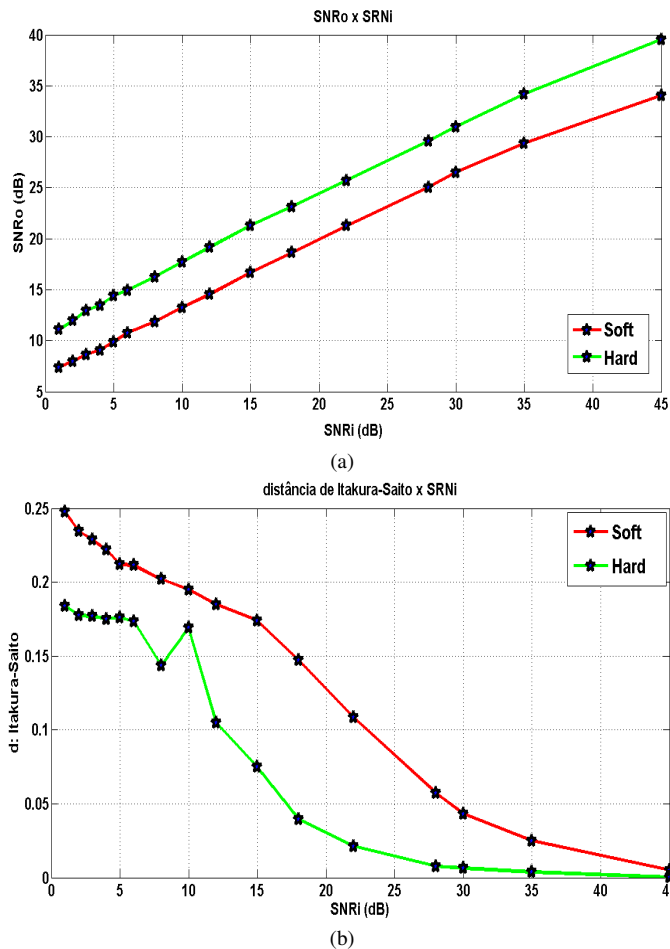 SNRo x SRNi
40
35
30
25
20
15
10
5
SNRo (dB)
0 5 10 15 20 25 30 35 40 45
SNRi (dB)
Soft
Hard
(a)
distância de Itakura-Saito x SRNi
0.25
0.2
0.15
0.1
0.05
0
d: Itakura-Saito
0 5 10 15 20 25 30 35 40 4
SNRi (dB)
Soft
Hard
(b)